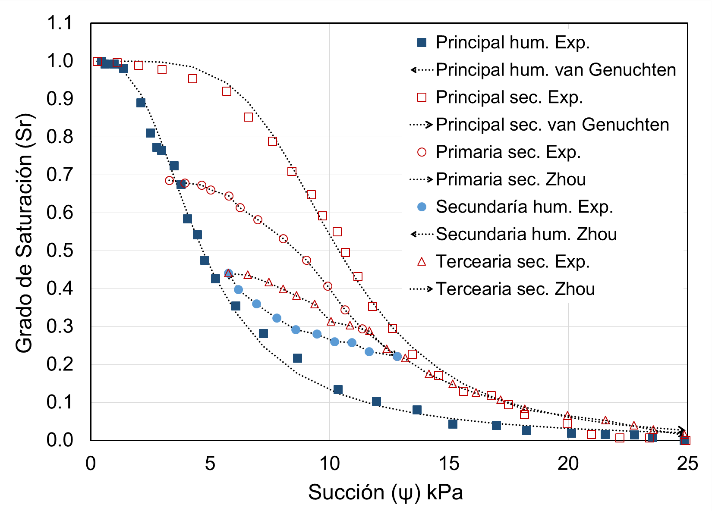 1.1
1.0
0.9
0.8
0.7
0.6
0.5
0.4
0.3
0.2
0.1
0.0
Grado de Saturación (Sr)
Principal hum. Exp.
Principal hum. van Genuchten
Principal sec. Exp.
Principal sec. van Genuchten
Primaria sec. Exp.
Primaria sec. Zhou
Secundaría hum. Exp.
Secundaria hum. Zhou
Tercearia sec. Exp.
Tercearia sec. Zhou
0 5 10 15 20 25
Succión (ψ) kPa